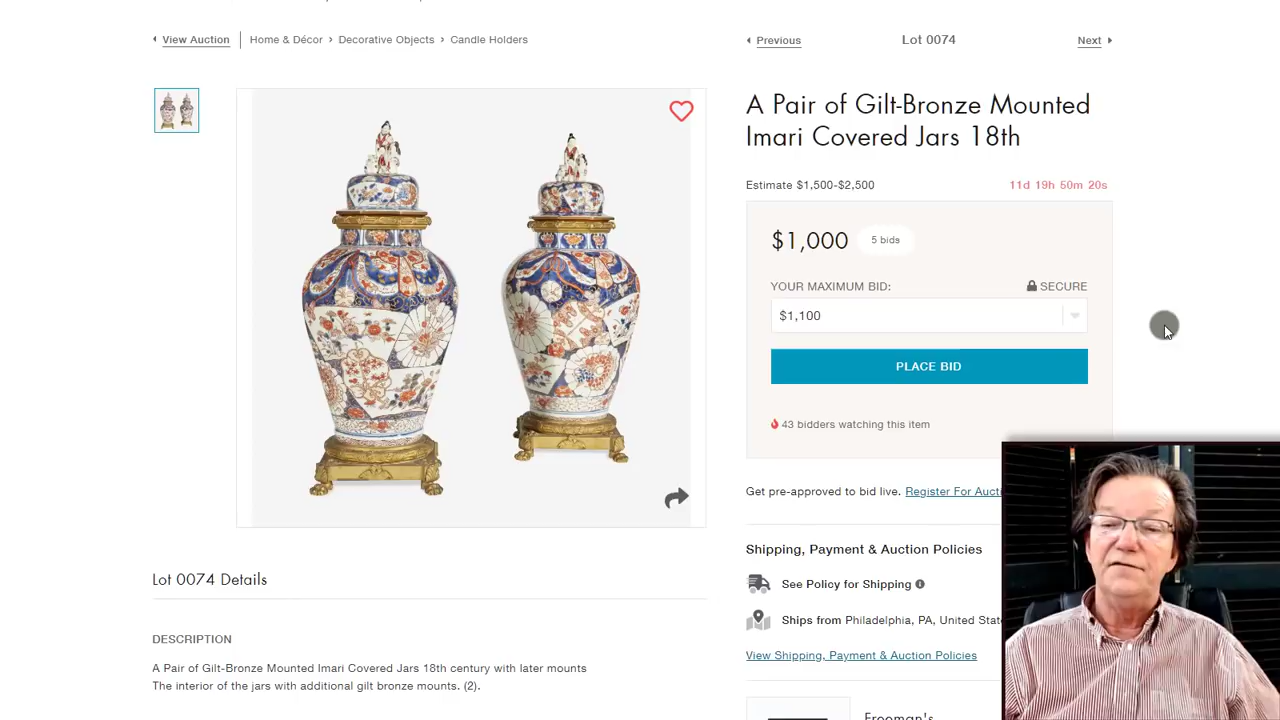 View Auction
Home & Décor › Decorative Objects › Candle Holders
Previous
Lot 0074
Next
A Pair of Gilt-Bronze Mounted
Imari Covered Jars 18th
Estimate $1,500-$2,500
11d 19h 50m 20s
$1,000
5 bids
YOUR MAXIMUM BID:
SECURE
$1,100
PLACE BID
43 bidders watching this item
Get pre-approved to bid live. Register For Aucti
Shipping, Payment & Auction Policies
See Policy for Shipping
Ships from Philadelphia, PA, United State
View Shipping, Payment & Auction Policies
Freeman's
Lot 0074 Details
DESCRIPTION
A Pair of Gilt-Bronze Mounted Imari Covered Jars 18th century with later mounts
The interior of the jars with additional gilt bronze mounts. (2).